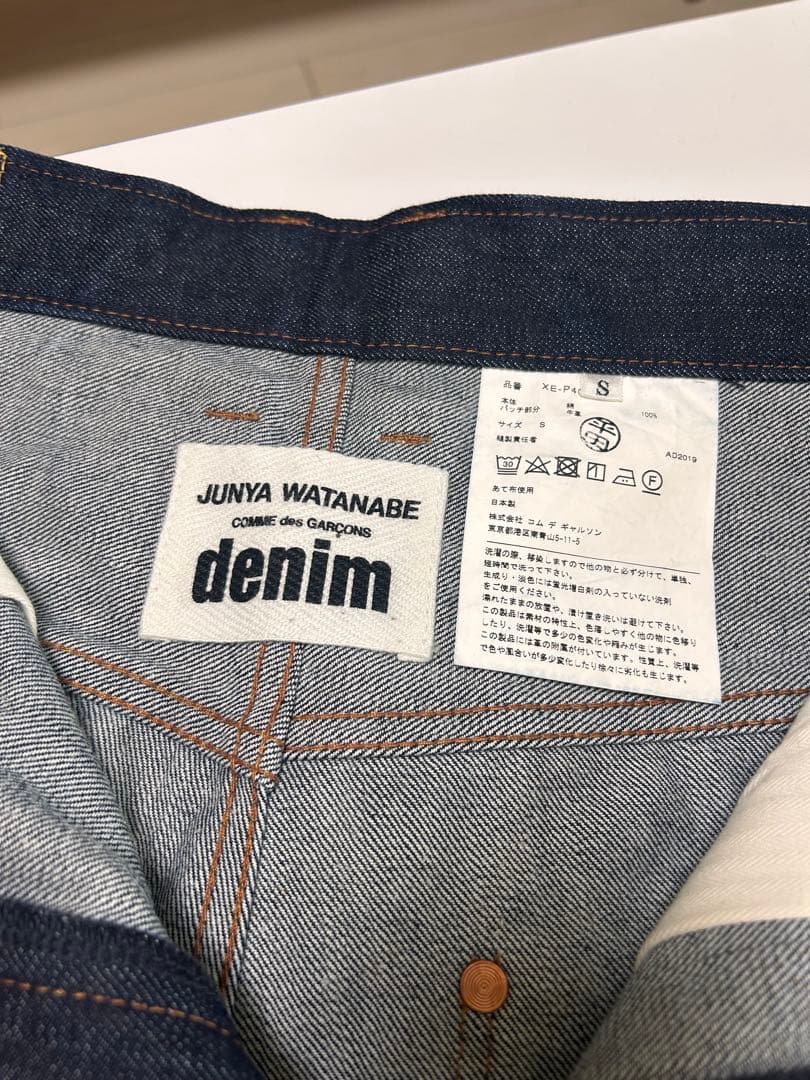 JUNYA WATANABE
COMME des GARÇONS
denim
S
品番 XE-P4
本体 綿 100%
パッチ部分 牛革
サイズ S
縫製責任者
AD2019
30
F
あて布使用
日本製
株式会社 コム デ ギャルソン
東京都港区南青山5-11-5
洗濯の際、移染しますので他の物と必ず分けて、単独、
短時間で洗って下さい。
生成り・淡色には蛍光増白剤の入っていない洗剤
をご使用ください。
濡れたままの放置や、漬け置き洗いは避けて下さい。
この製品は素材の特性上、色落ちしやすく他の物に色移り
したり、洗濯等で多少の色変化や縮みが生じます。
この製品には革の附属が付いています。性質上、洗濯等
で色や風合いが多少変化したり徐々に劣化も生じます。